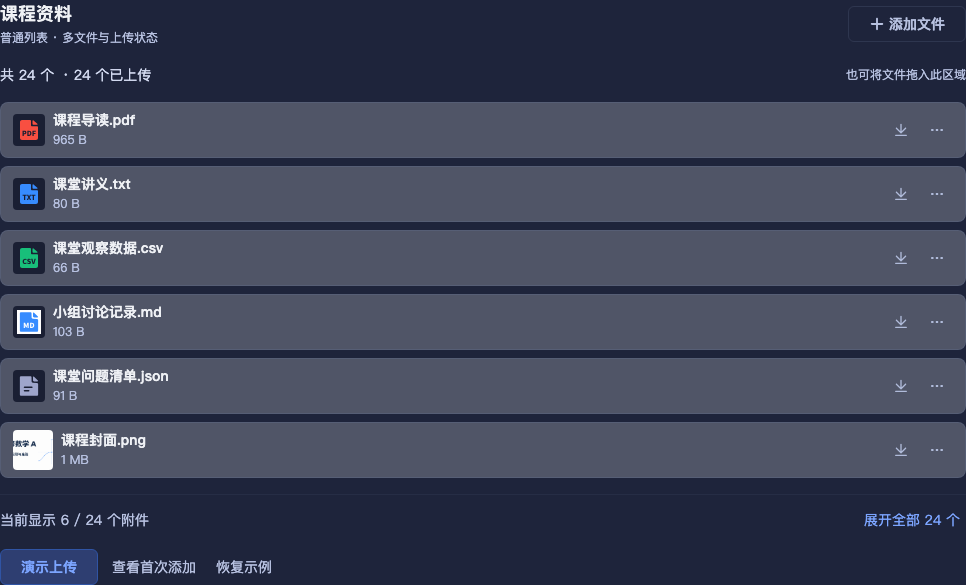 课程资料
普通列表 · 多文件与上传状态
添加文件
共 24 个 · 24 个已上传
也可将文件拖入此区域
PDF
课程导读.pdf
965 B
TXT
课堂讲义.txt
80 B
CSV
课堂观察数据.csv
66 B
MD
小组讨论记录.md
103 B
课堂问题清单.json
91 B
数学 A
课程封面.png
1 MB
当前显示 6 / 24 个附件
展开全部 24 个
演示上传
查看首次添加
恢复示例